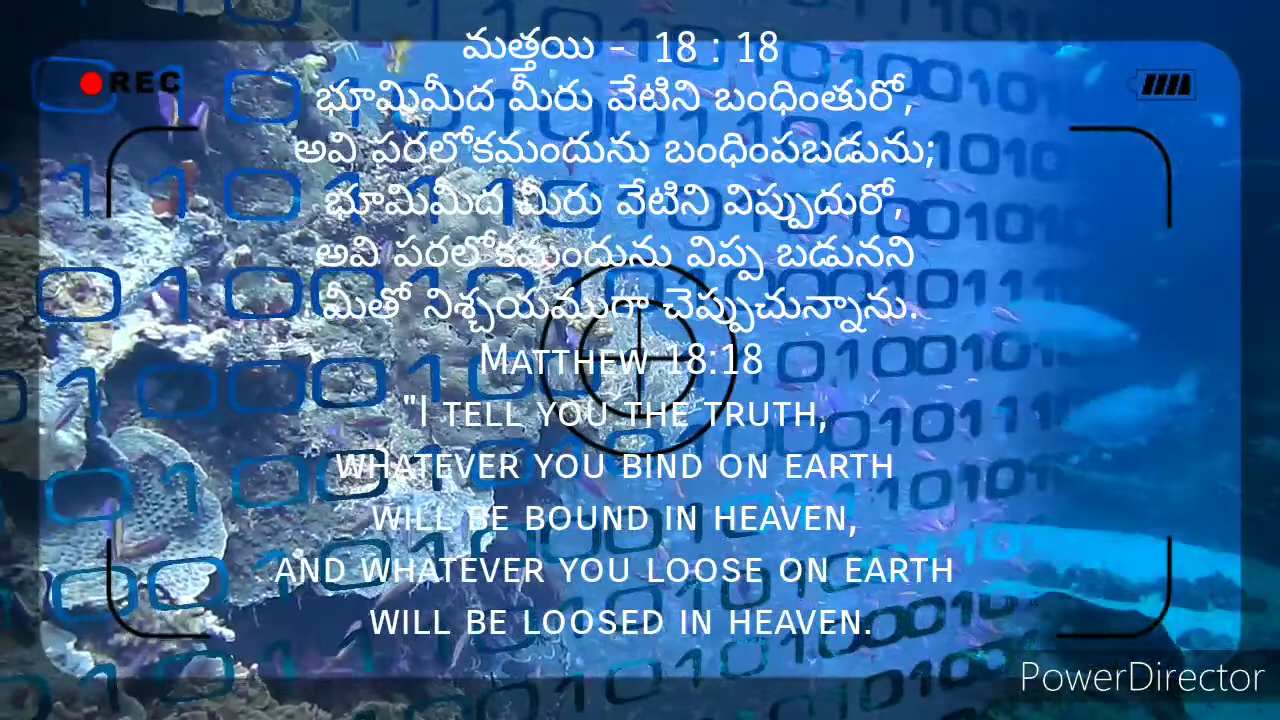 REC
మత్తయి - 18 : 18
భూమిమీద మీరు వేటిని బంధింతురో,
అవి పరలోకమందును బంధింపబడును;
భూమిమీద మీరు వేటిని విప్పుదురో,
అవి పరలోకమందును విప్ప బడునని
మీతో నిశ్చయముగా చెప్పుచున్నాను.
Matthew 18:18
"I tell you the truth,
whatever you bind on earth
will be bound in heaven,
and whatever you loose on earth
will be loosed in heaven.
PowerDirector